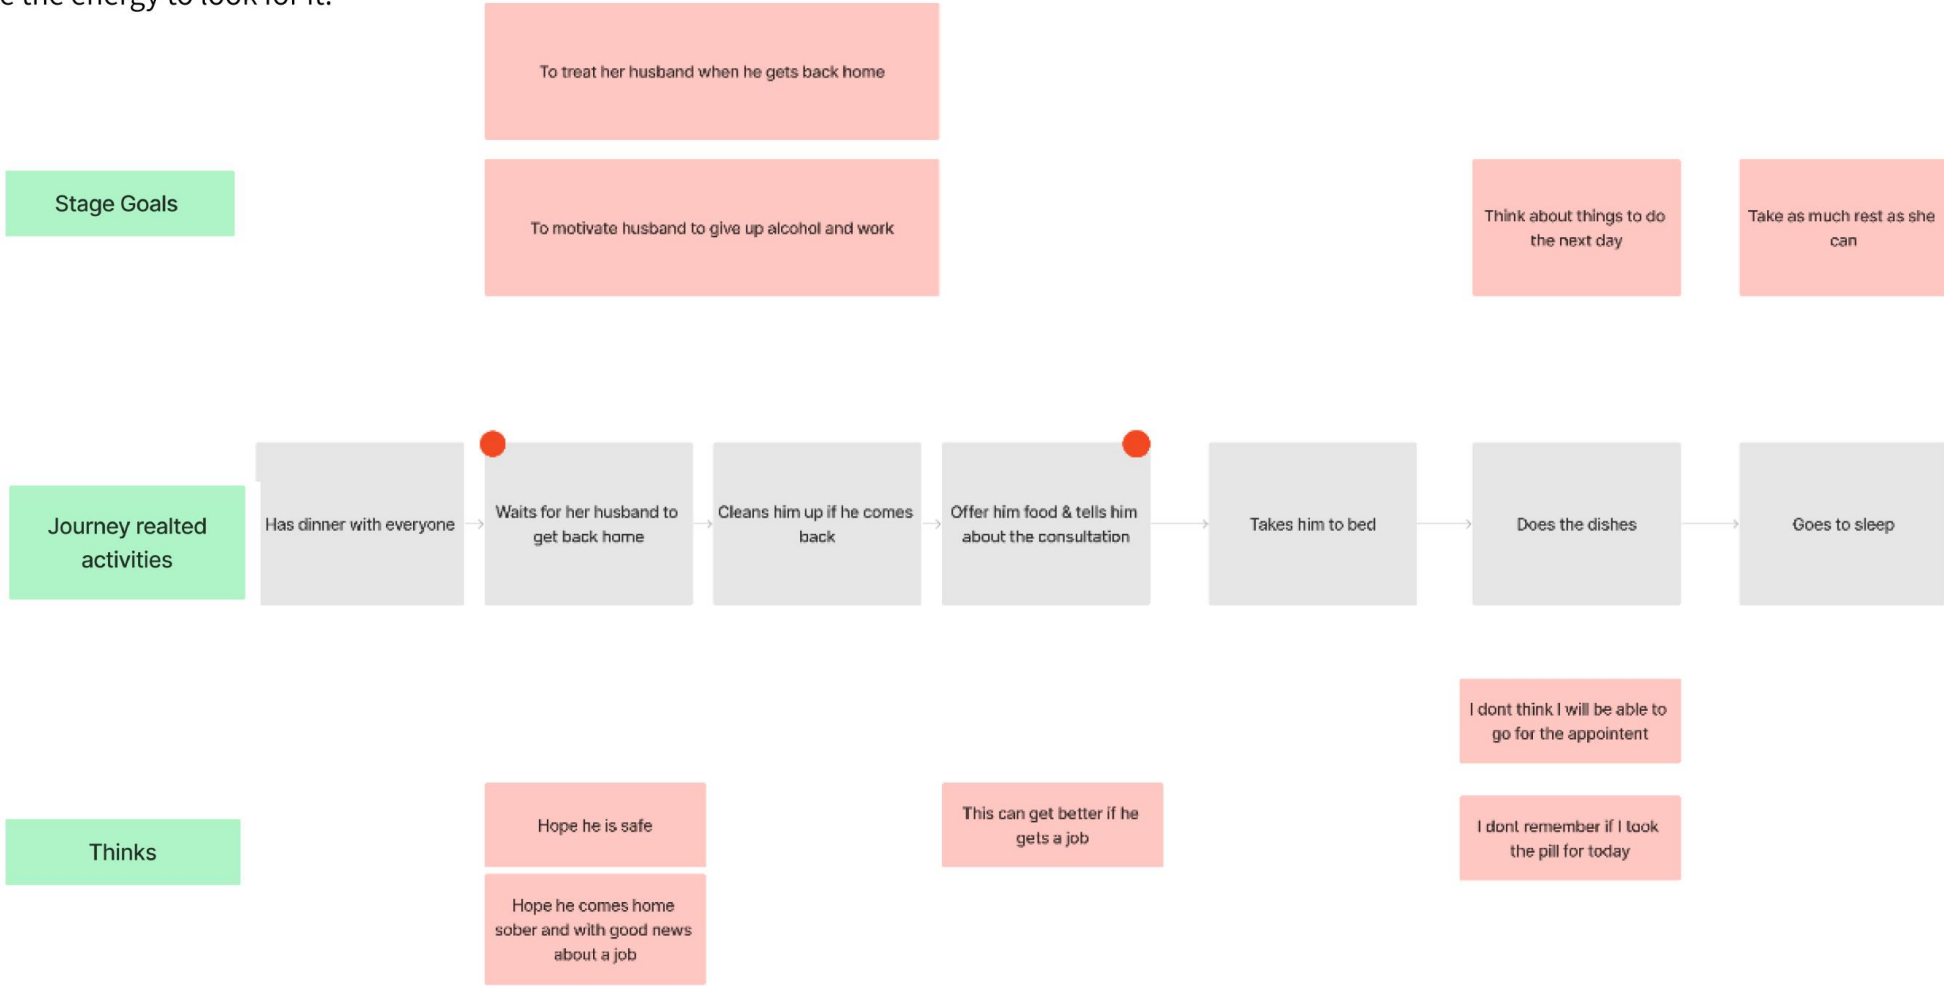 e the energy to look for it.
To treat her husband when he gets back home
Stage Goals
To motivate husband to give up alcohol and work
Think about things to do
the next day
Take as much rest as she
can
Journey realted
activities
Has dinner with everyone
Waits for her husband to
get back home
Cleans him up if he comes
back
Offer him food & tells him
about the consultation
Takes him to bed
Does the dishes
Goes to sleep
Thinks
Hope he is safe
Hope he comes home
sober and with good news
about a job
This can get better if he
gets a job
I dont think I will be able to
go for the appointent
I dont remember if I took
the pill for today